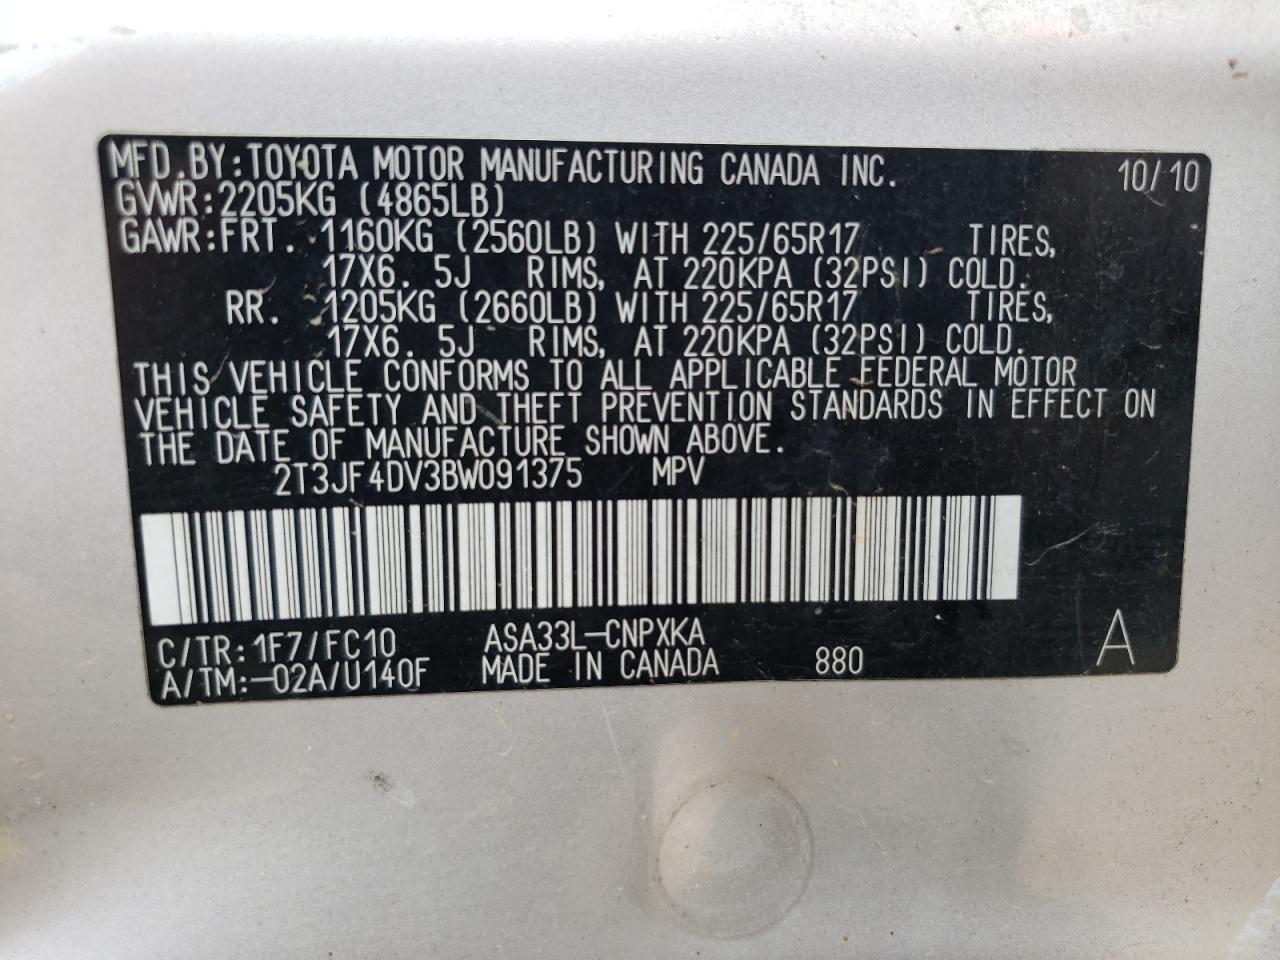 MFD.BY:TOYOTA MOTOR MANUFACTURING CANADA INC. 10/10
GVWR:2205KG (4865LB)
GAWR:FRT. 1160KG (2560LB) WITH 225/65R17 TIRES,
17X6.5J RIMS, AT 220KPA (32PSI) COLD.
RR. 1205KG (2660LB) WITH 225/65R17 TIRES,
17X6.5J RIMS, AT 220KPA (32PSI) COLD.
THIS VEHICLE CONFORMS TO ALL APPLICABLE FEDERAL MOTOR
VEHICLE SAFETY AND THEFT PREVENTION STANDARDS IN EFFECT ON
THE DATE OF MANUFACTURE SHOWN ABOVE.
2T3JF4DV3BW091375 MPV
C/TR:1F7/FC10 ASA33L-CNPXKA
A/TM:-02A/U140F MADE IN CANADA 880 A